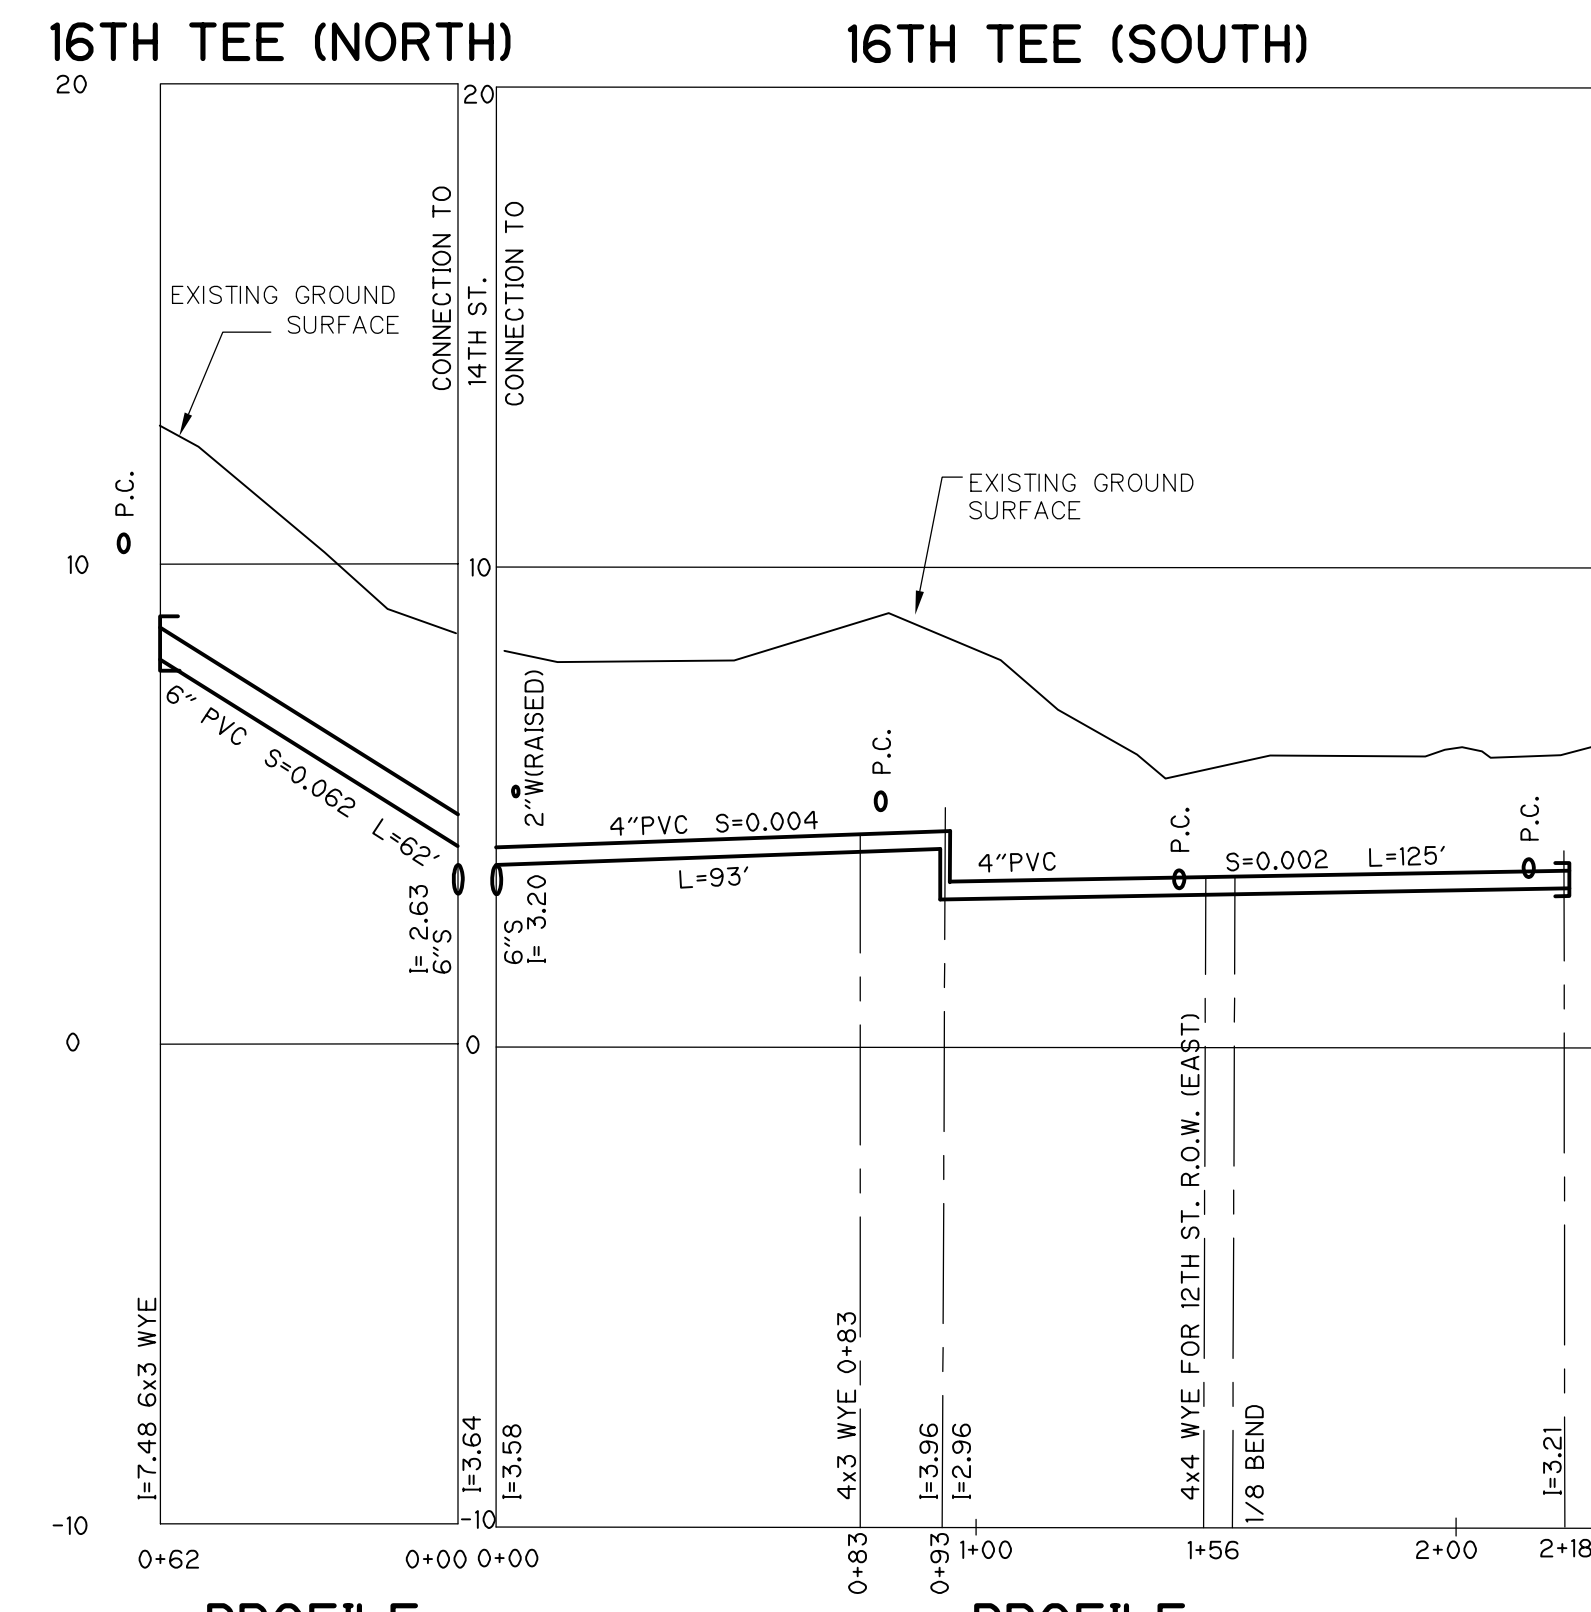 16TH TEE (NORTH)
16TH TEE (SOUTH)
20
20
CONNECTION TO
14TH ST.
CONNECTION TO
EXISTING GROUND
SURFACE
P.C.
EXISTING GROUND
SURFACE
10
10
2"W(RAISED)
P.C.
6" PVC S=0.062 L=62'
4"PVC S=0.004
L=93'
4"PVC
P.C.
S=0.002 L=125'
P.C.
I= 2.63
6"S
6"S
I= 3.20
0
0
I=7.48 6x3 WYE
I=3.64
I=3.58
4x3 WYE 0+83
I=3.96
I=2.96
4x4 WYE FOR 12TH ST. R.O.W. (EAST)
1/8 BEND
I=3.21
-10
-10
0+62
0+00
0+00
0+83
0+93
1+00
1+56
2+00
2+18
PROFILE
PROFILE